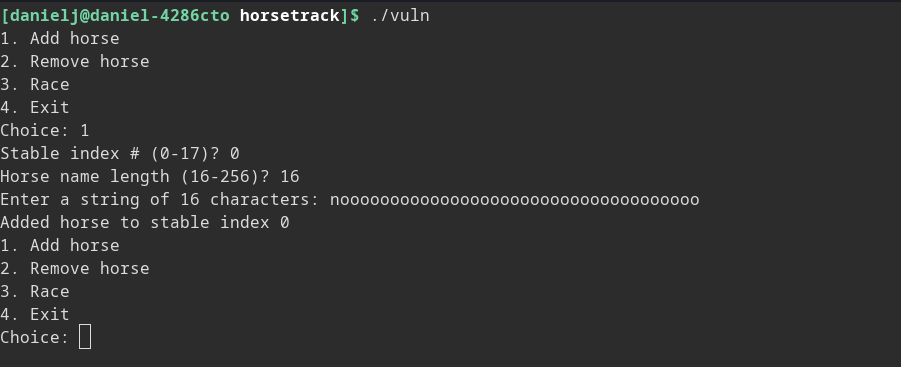 [danielj@daniel-4286cto horsetrack]$ ./vuln
1. Add horse
2. Remove horse
3. Race
4. Exit
Choice: 1
Stable index # (0-17)? 0
Horse name length (16-256)? 16
Enter a string of 16 characters: noooooooooooooooooooooooooooooooooooo
Added horse to stable index 0
1. Add horse
2. Remove horse
3. Race
4. Exit
Choice: